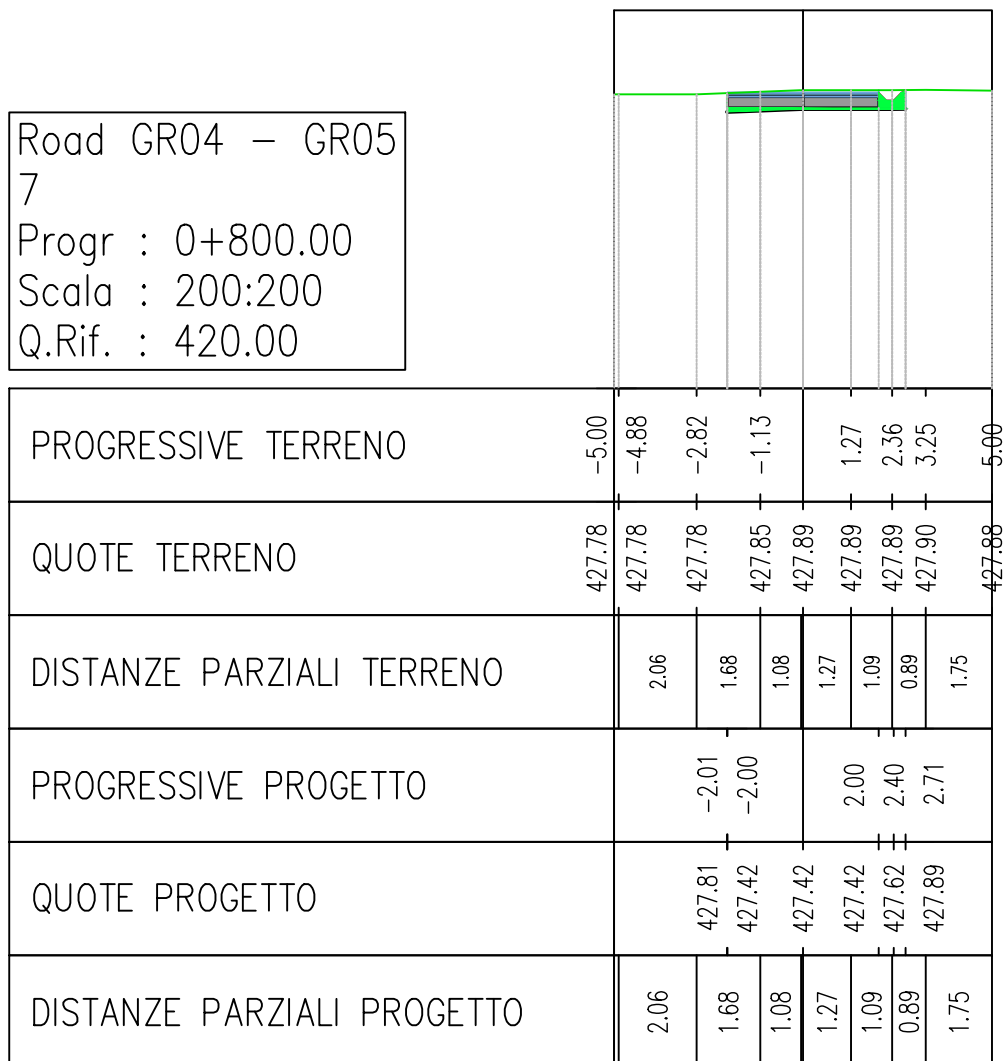 Road GR04 - GR05
7
Progr : 0+800.00
Scala : 200:200
Q.Rif. : 420.00
PROGRESSIVE TERRENO -5.00 -4.88 -2.82 -1.13 1.27 2.36 3.25 5.00
QUOTE TERRENO 427.78 427.78 427.78 427.85 427.89 427.89 427.89 427.90 427.88
DISTANZE PARZIALI TERRENO 2.06 1.68 1.08 1.27 1.09 0.89 1.75
PROGRESSIVE PROGETTO -2.01 -2.00 2.00 2.40 2.71
QUOTE PROGETTO 427.81 427.42 427.42 427.42 427.62 427.89
DISTANZE PARZIALI PROGETTO 2.06 1.68 1.08 1.27 1.09 0.89 1.75